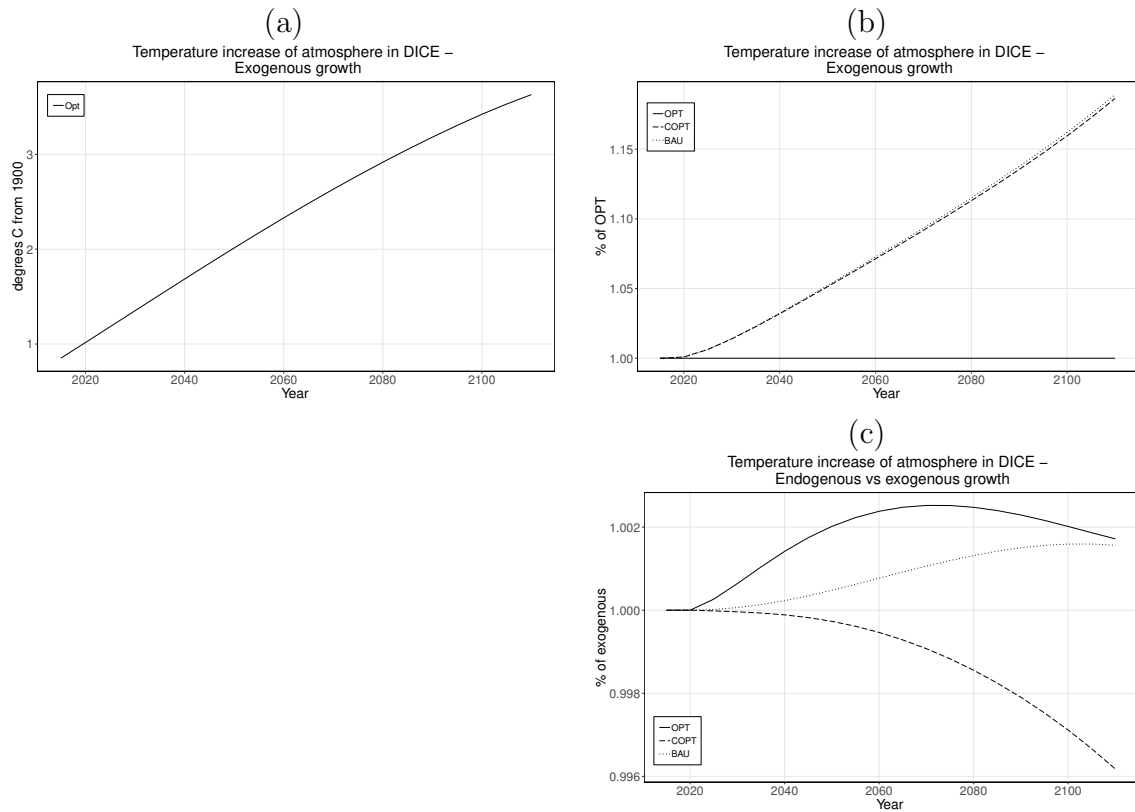 (a)
Temperature increase of atmosphere in DICE –
Exogenous growth
Opt
3
2
1
degrees C from 1900
2020 2040 2060 2080 2100
Year
(b)
Temperature increase of atmosphere in DICE –
Exogenous growth
OPT
COPT
BAU
1.15
1.10
1.05
1.00
% of OPT
2020 2040 2060 2080 2100
Year
(c)
Temperature increase of atmosphere in DICE –
Endogenous vs exogenous growth
1.002
1.000
0.998
0.996
% of exogenous
OPT
COPT
BAU
2020 2040 2060 2080 2100
Year